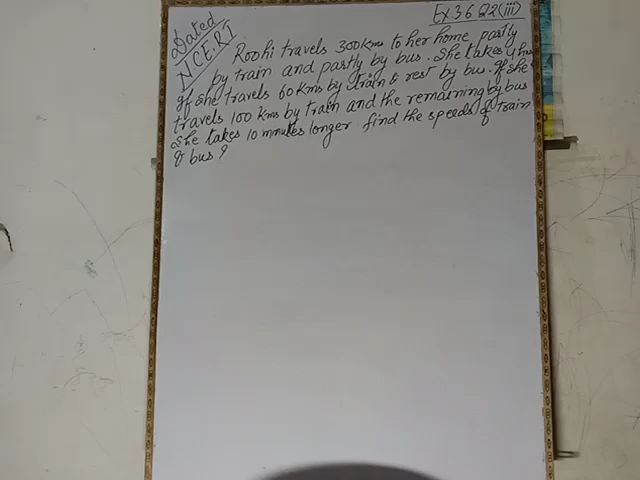 Dated
NCERT
Ex 3.6 Q2(iii)
Roohi travels 300kms to her home partly
by train and partly by bus. She takes 4 hrs
If she travels 60 kms by train & rest by bus. If she
travels 100 kms by train and the remaining by bus
she takes 10 minutes longer find the speeds of train
& bus?